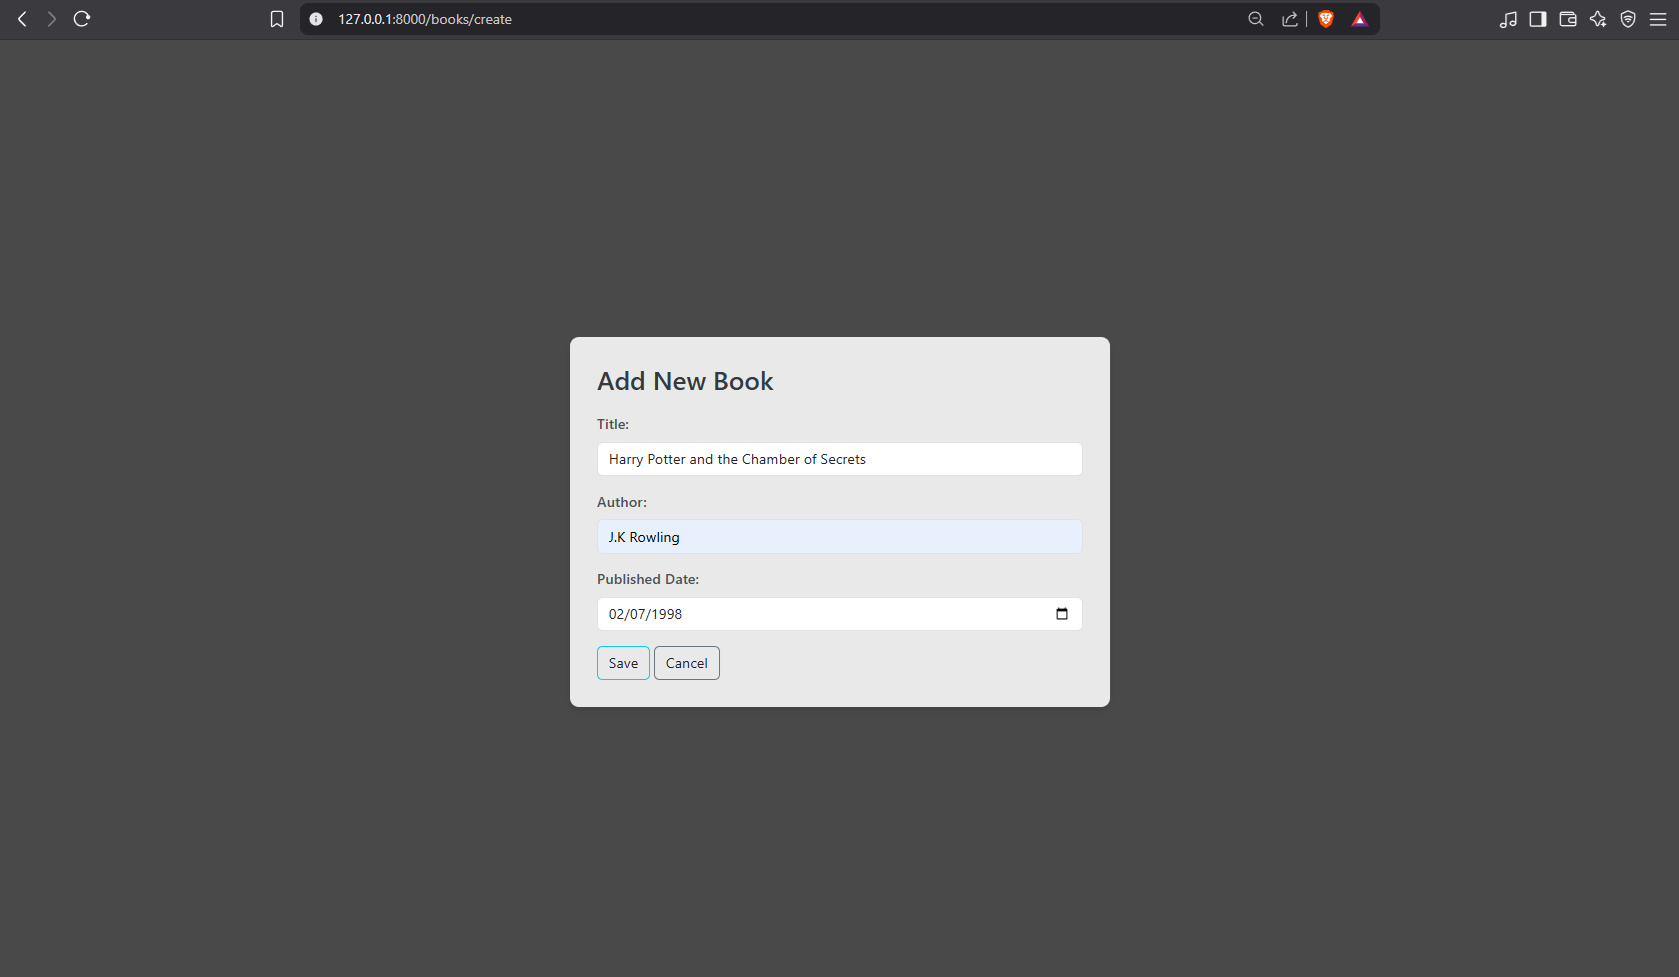 127.0.0.1:8000/books/create
Add New Book
Title:
Harry Potter and the Chamber of Secrets
Author:
J.K Rowling
Published Date:
02/07/1998
Save Cancel